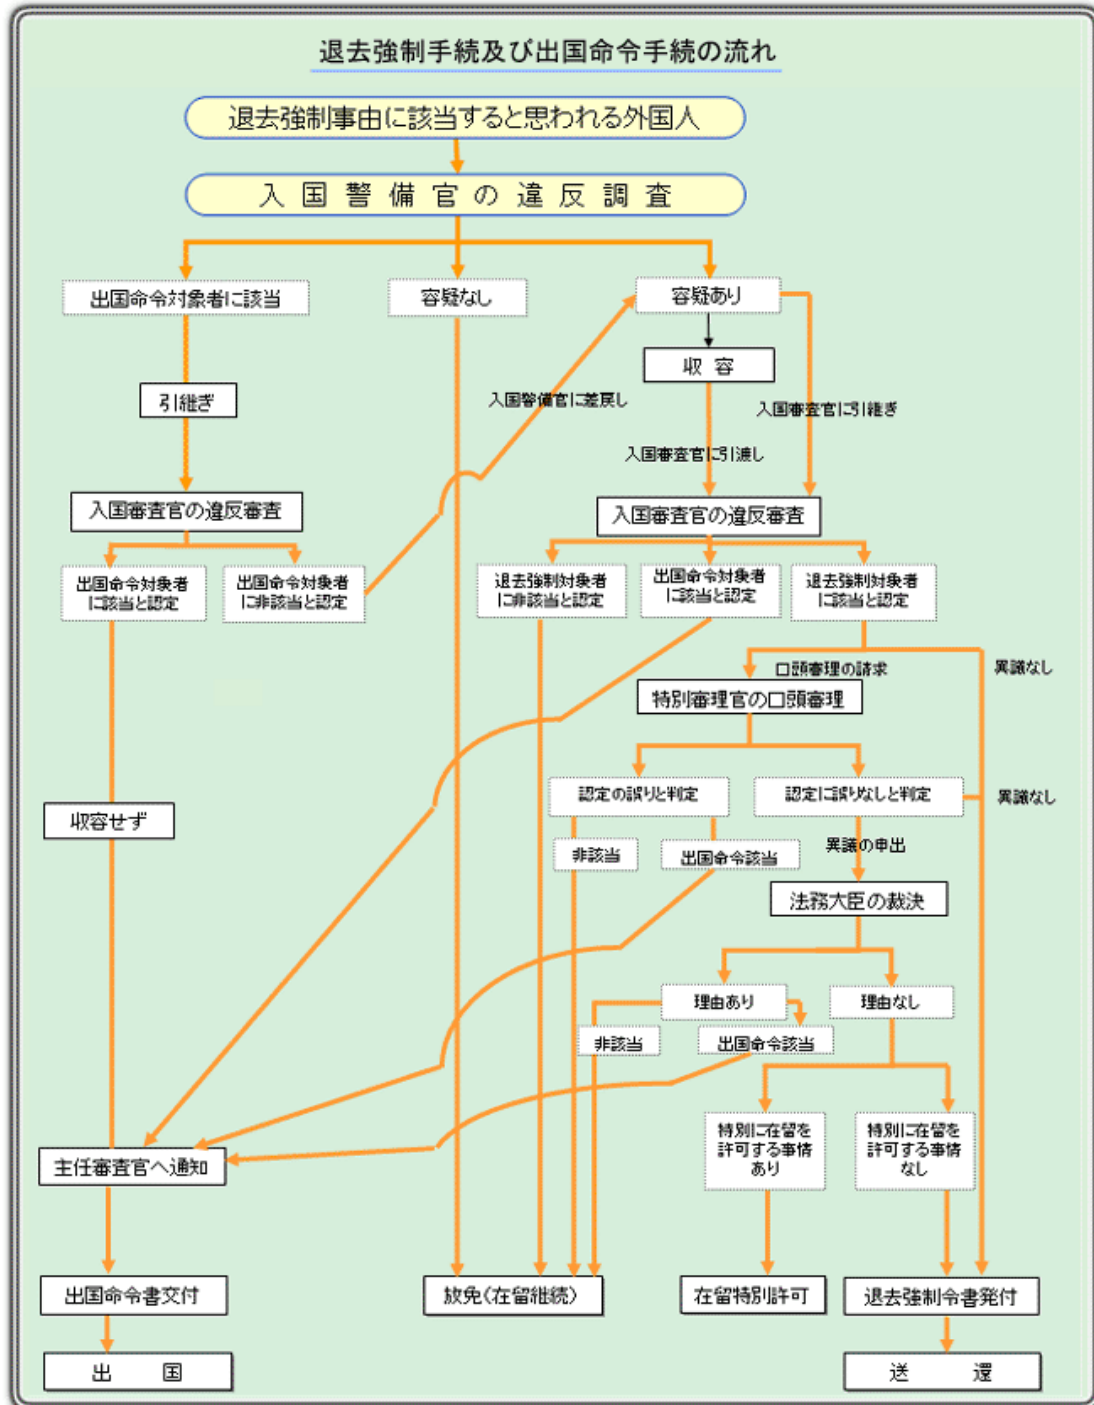 退去強制手続及び出国命令手続の流れ
退去強制事由に該当すると思われる外国人
入国警備官の違反調査
出国命令対象者に該当
容疑なし
容疑あり
収容
引継ぎ
入国警備官に差戻し
入国審査官に引継ぎ
入国審査官に引渡し
入国審査官の違反審査
入国審査官の違反審査
出国命令対象者
に該当と認定
出国命令対象者
に非該当と認定
退去強制対象者
に非該当と認定
出国命令対象者
に該当と認定
退去強制対象者
に該当と認定
口頭審理の請求
異議なし
特別審理官の口頭審理
認定の誤りと判定
認定に誤りなしと判定
異議なし
収容せず
非該当
出国命令該当
異議の申出
法務大臣の裁決
理由あり
理由なし
非該当
出国命令該当
特別に在留を
許可する事情
あり
特別に在留を
許可する事情
なし
主任審査官へ通知
出国命令書交付
放免(在留継続)
在留特別許可
退去強制令書発付
出国
送還